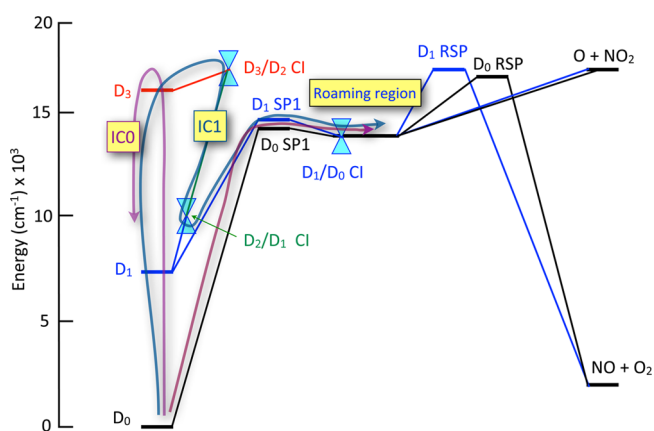 20
15
10
5
0
Energy (cm⁻¹) x 10³
D₃
IC0
IC1
D₃/D₂ CI
D₁
D₂/D₁ CI
D₀
D₁ SP1
D₀ SP1
Roaming region
D₁/D₀ CI
D₁ RSP
D₀ RSP
O + NO₂
NO + O₂